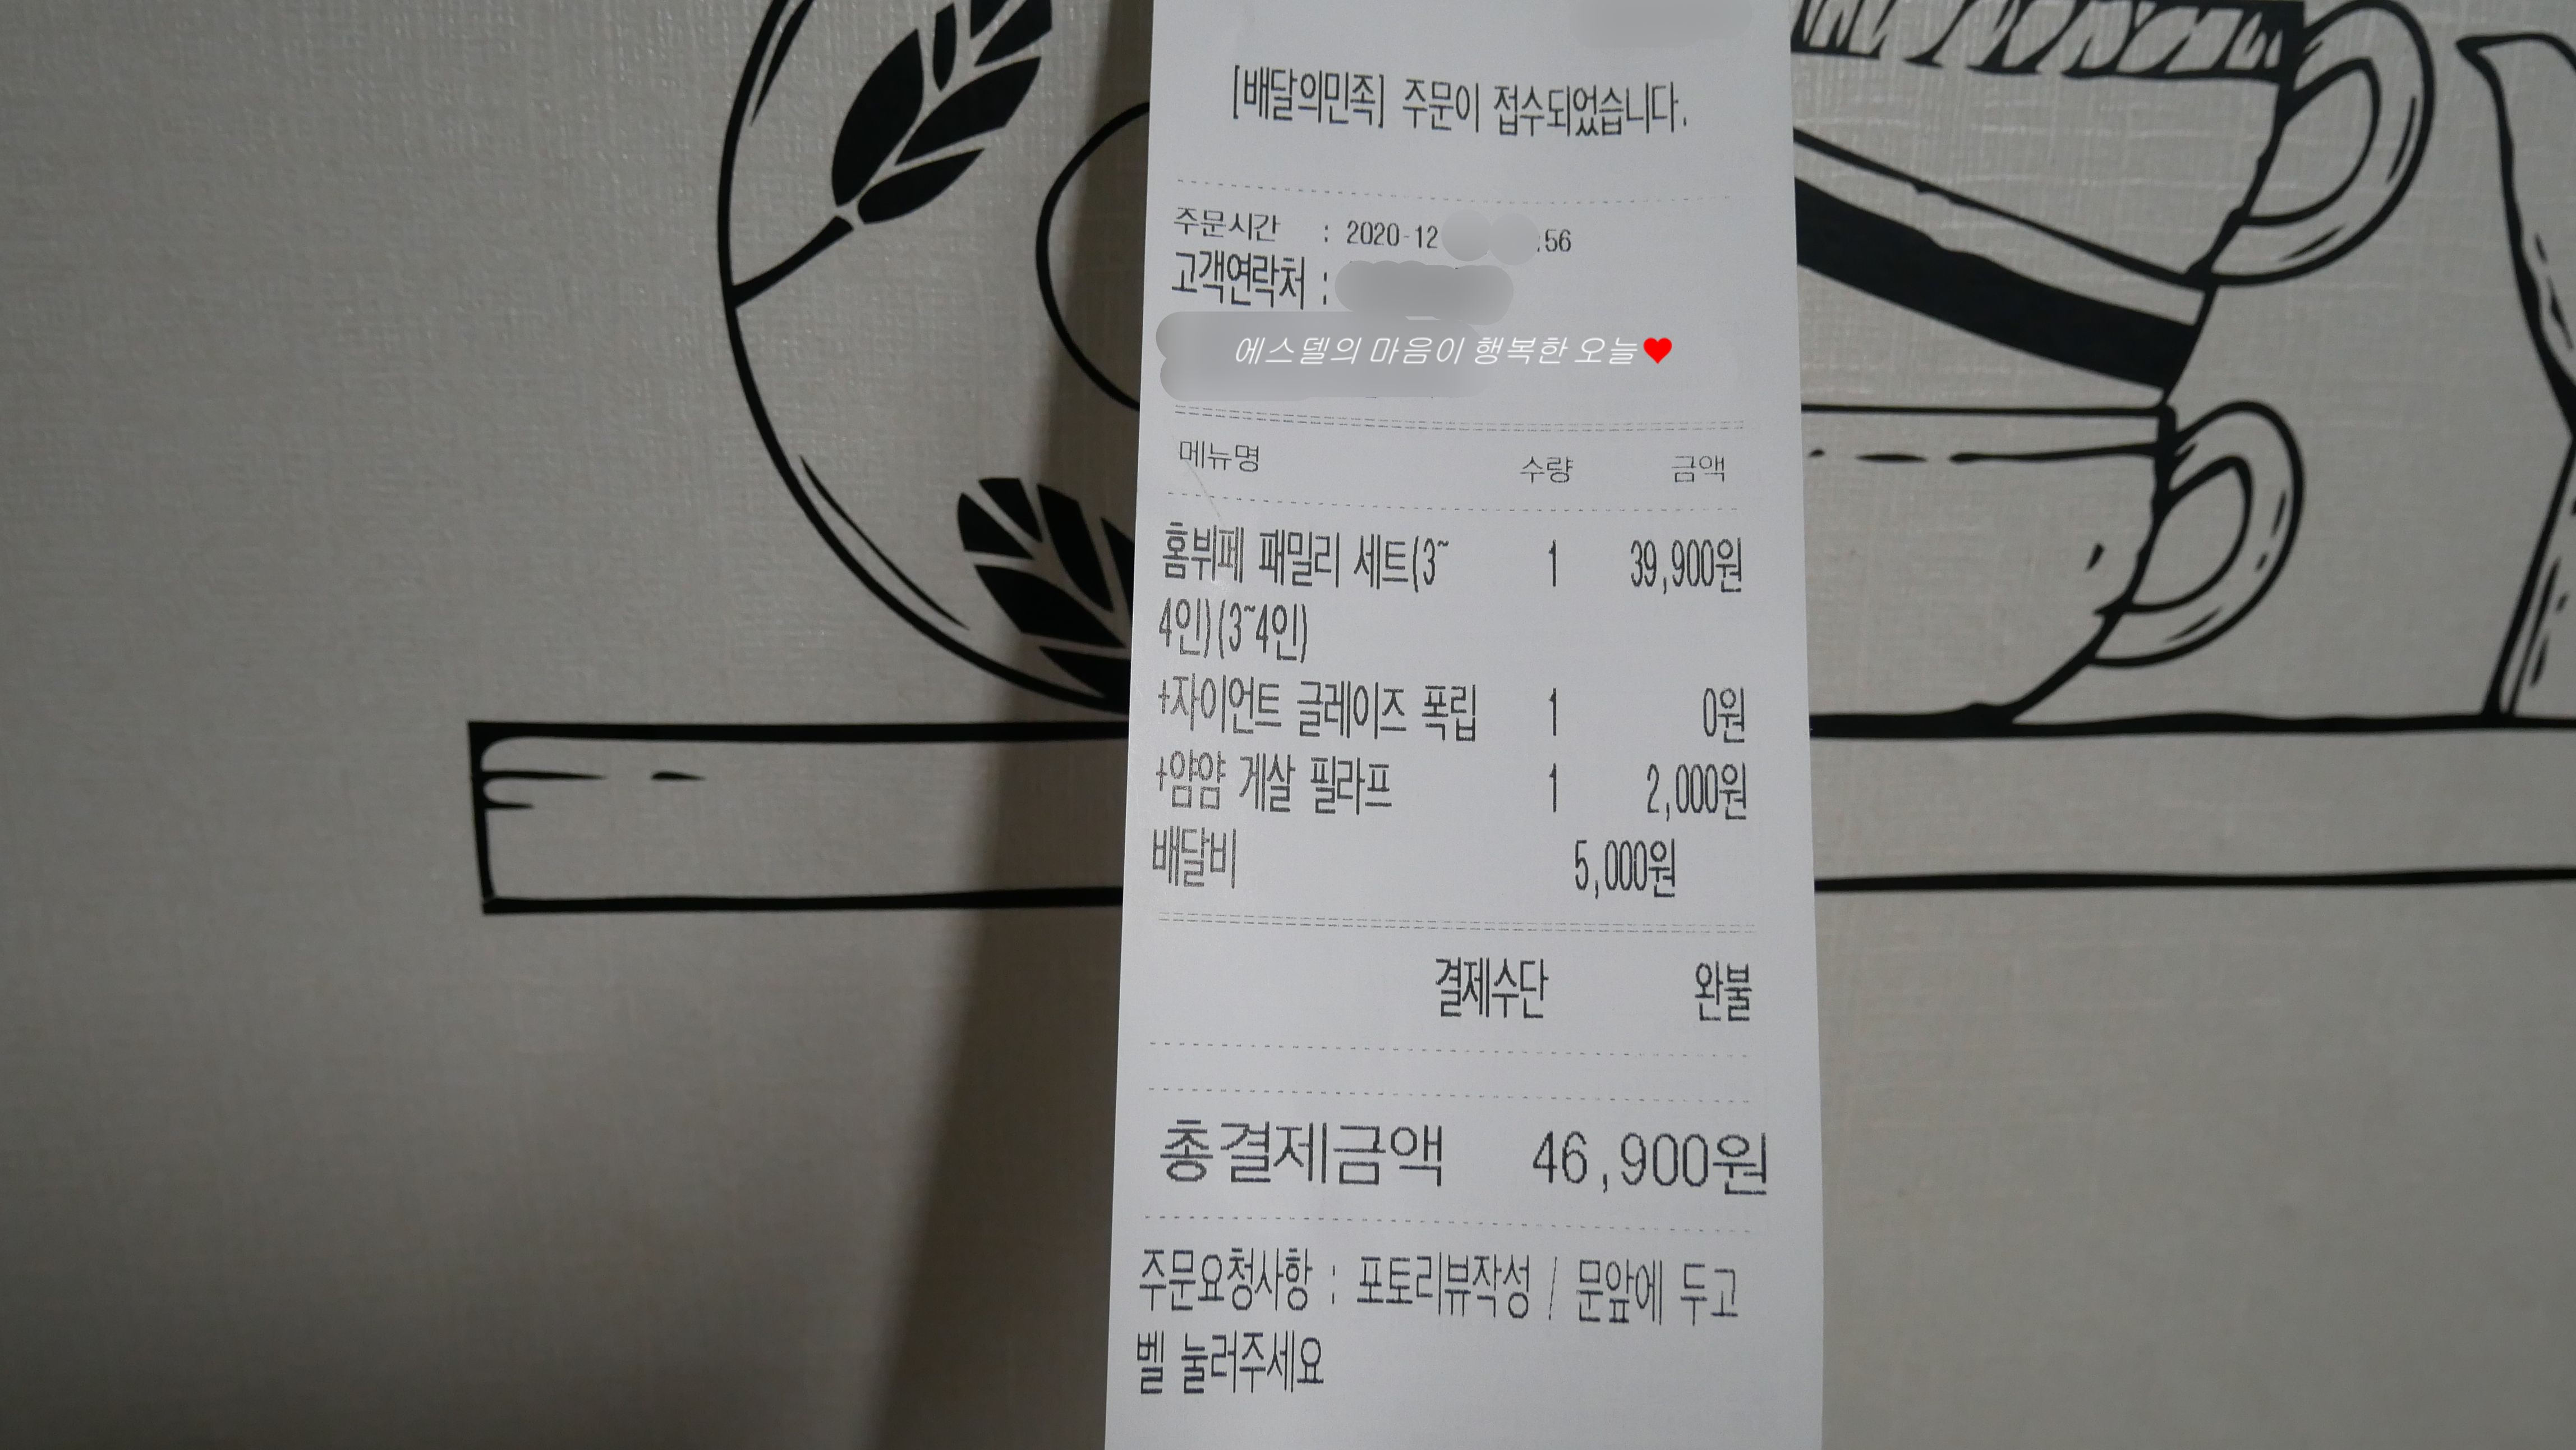 [배달의민족] 주문이 접수되었습니다.
주문시간 : 2020-12 .56
고객연락처 :
에스델의 마음이 행복한 오늘♥
메뉴명 수량 금액
홈뷔페 패밀리 세트(3~ 1 39,900원
4인)(3~4인)
+자이언트 글레이즈 폭립 1 0원
+얌얌 게살 필라프 1 2,000원
배달비 5,000원
결제수단 완불
총결제금액 46,900원
주문요청사항 : 포토리뷰작성 / 문앞에 두고
벨 눌러주세요